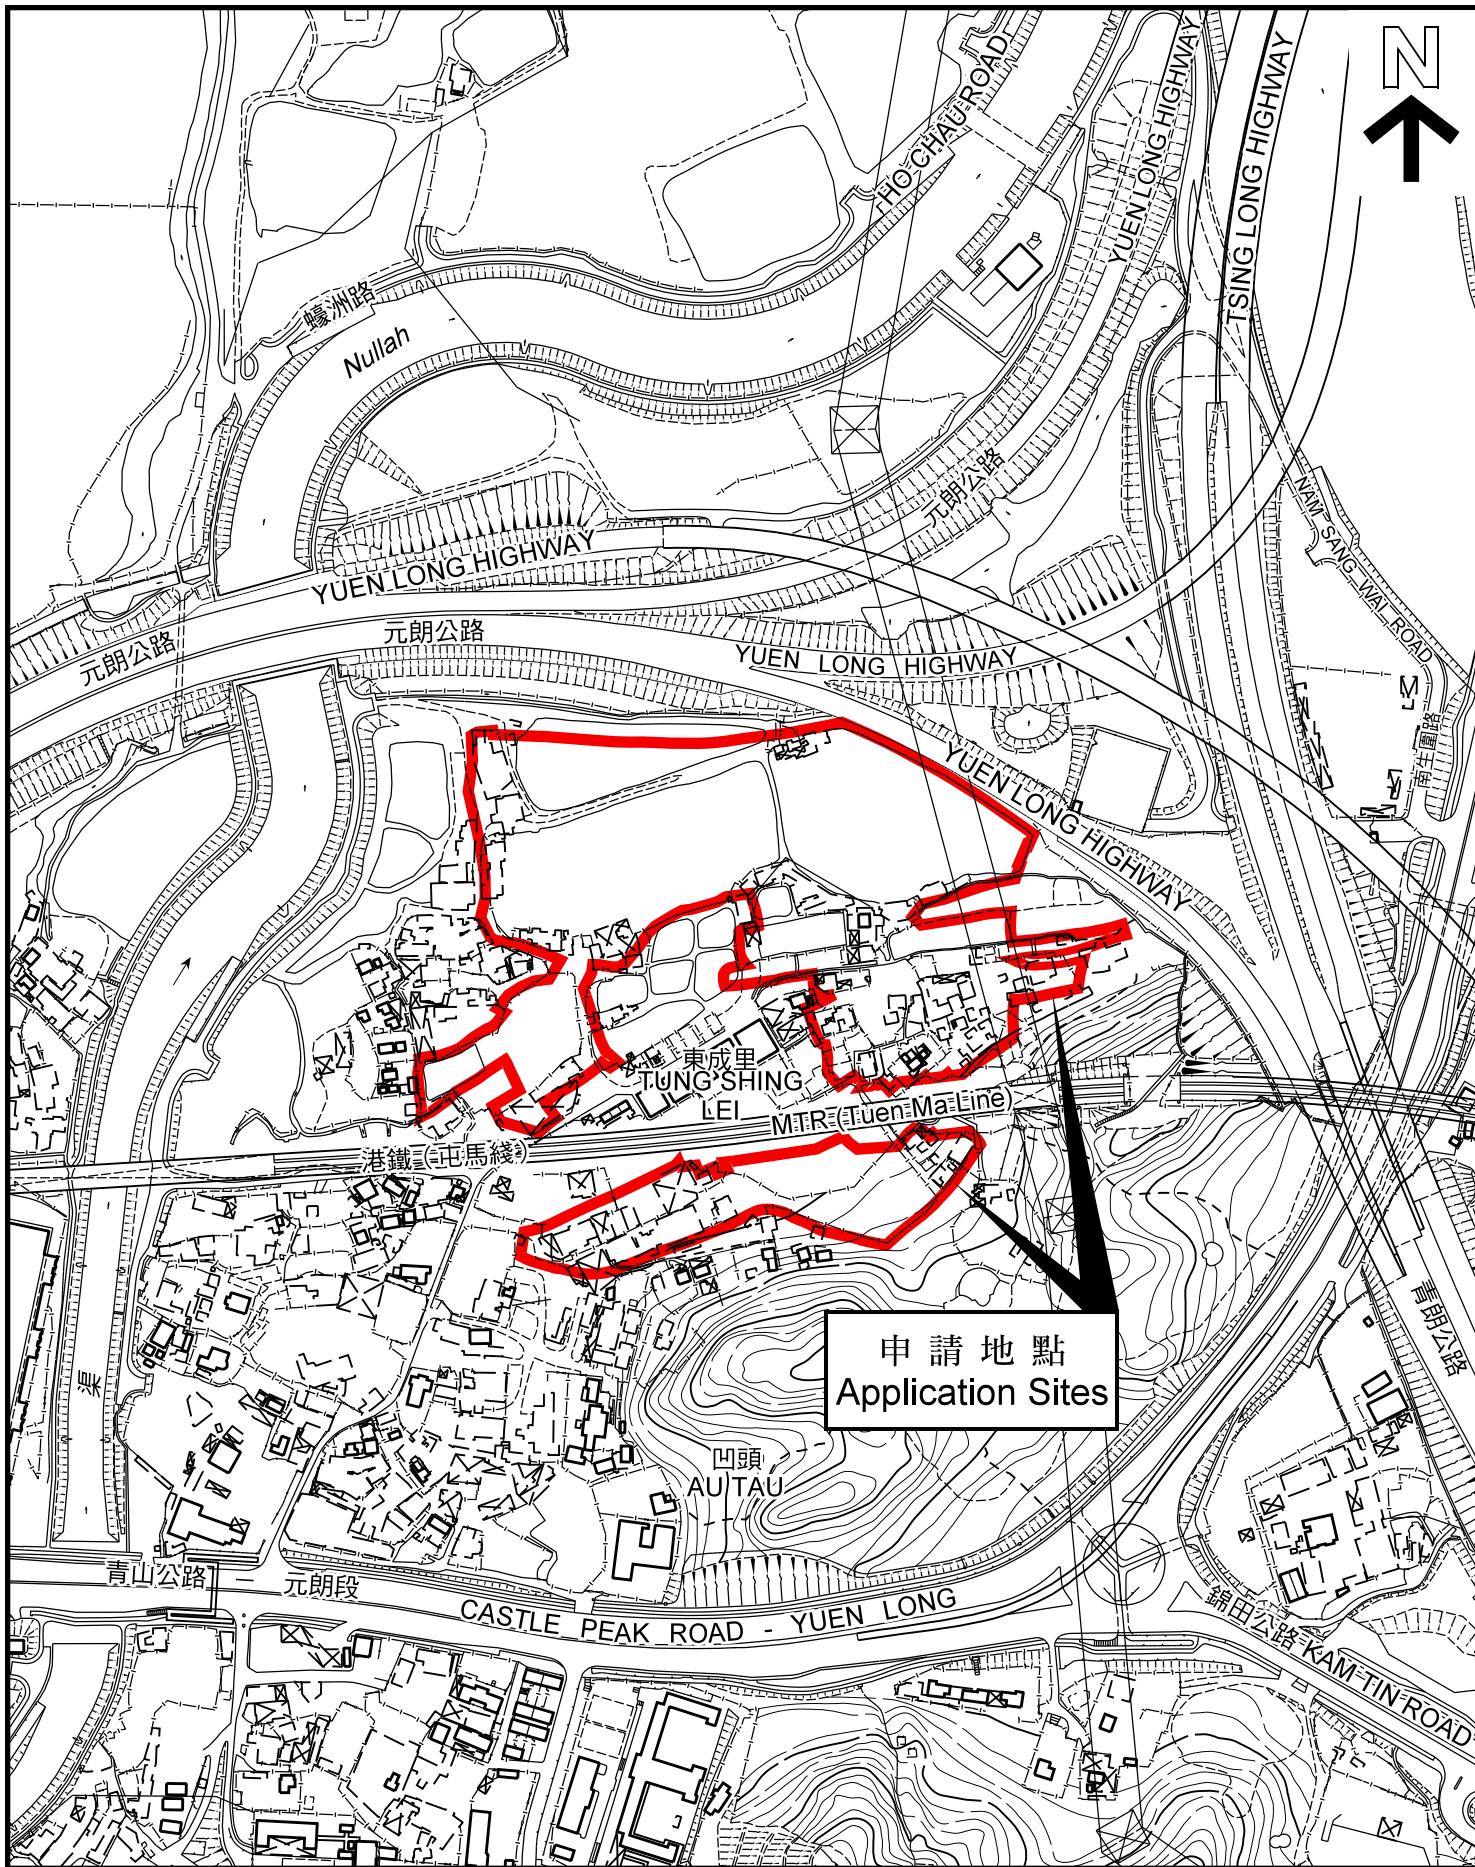 N
HO CHAU ROAD
YUEN LONG HIGHWAY
TSING LONG HIGHWAY
蠔洲路
Nullah
元朗公路
NAM SANG WAI ROAD
YUEN LONG HIGHWAY
元朗公路
元朗公路
YUEN LONG HIGHWAY
南生圍路
YUEN LONG HIGHWAY
東成里
TUNG SHING
LEI
MTR (Tuen Ma Line)
港鐵（屯馬綫）
申請地點
Application Sites
青朗公路
渠
凹頭
AU TAU
青山公路 — 元朗段
CASTLE PEAK ROAD - YUEN LONG
錦田公路 KAM TIN ROAD